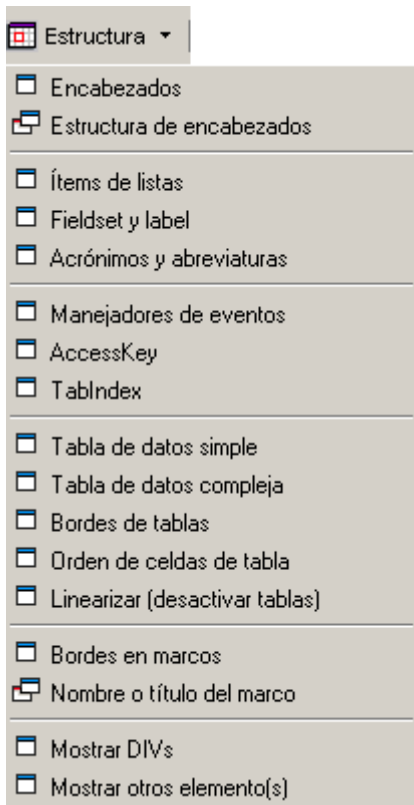 Estructura
Encabezados
Estructura de encabezados
Ítems de listas
Fieldset y label
Acrónimos y abreviaturas
Manejadores de eventos
AccessKey
TabIndex
Tabla de datos simple
Tabla de datos compleja
Bordes de tablas
Orden de celdas de tabla
Linearizar (desactivar tablas)
Bordes en marcos
Nombre o título del marco
Mostrar DIVs
Mostrar otros elemento(s)